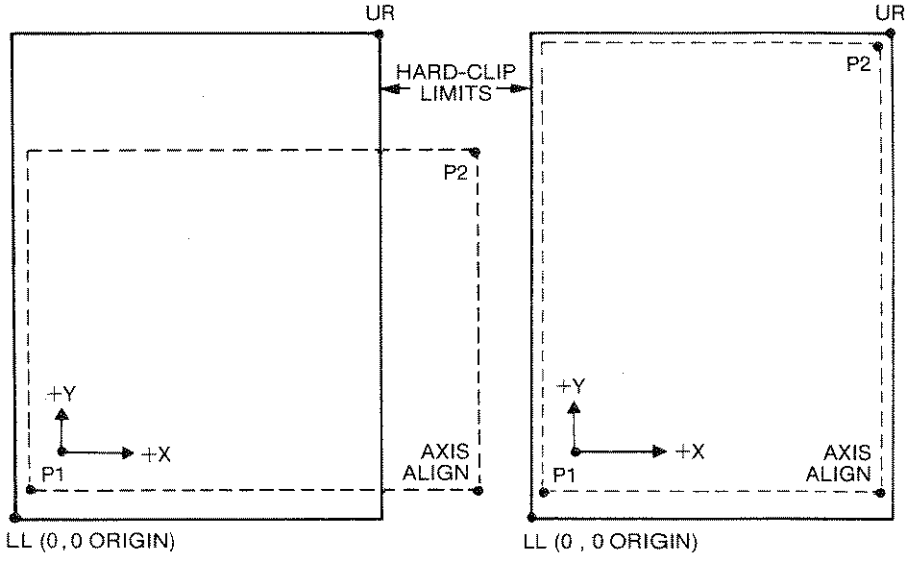 UR
HARD-CLIP
LIMITS
P2
+Y
+X
P1
AXIS
ALIGN
LL (0,0 ORIGIN)
UR
P2
+Y
+X
P1
AXIS
ALIGN
LL (0,0 ORIGIN)